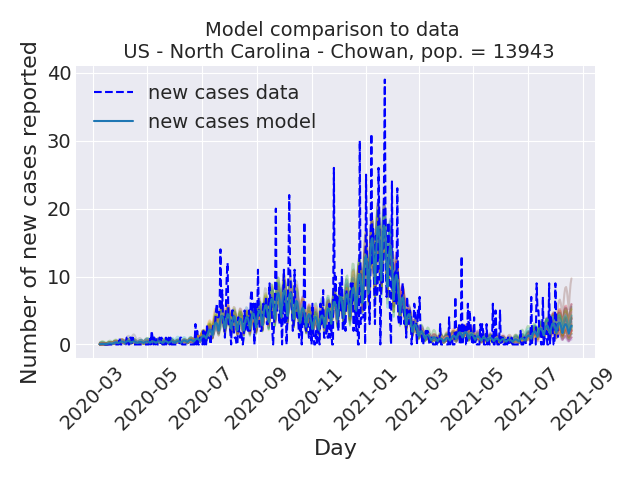 Model comparison to data
US - North Carolina - Chowan, pop. = 13943
Number of new cases reported
40
30
20
10
0
new cases data
new cases model
2020-03
2020-05
2020-07
2020-09
2020-11
2021-01
2021-03
2021-05
2021-07
2021-09
Day